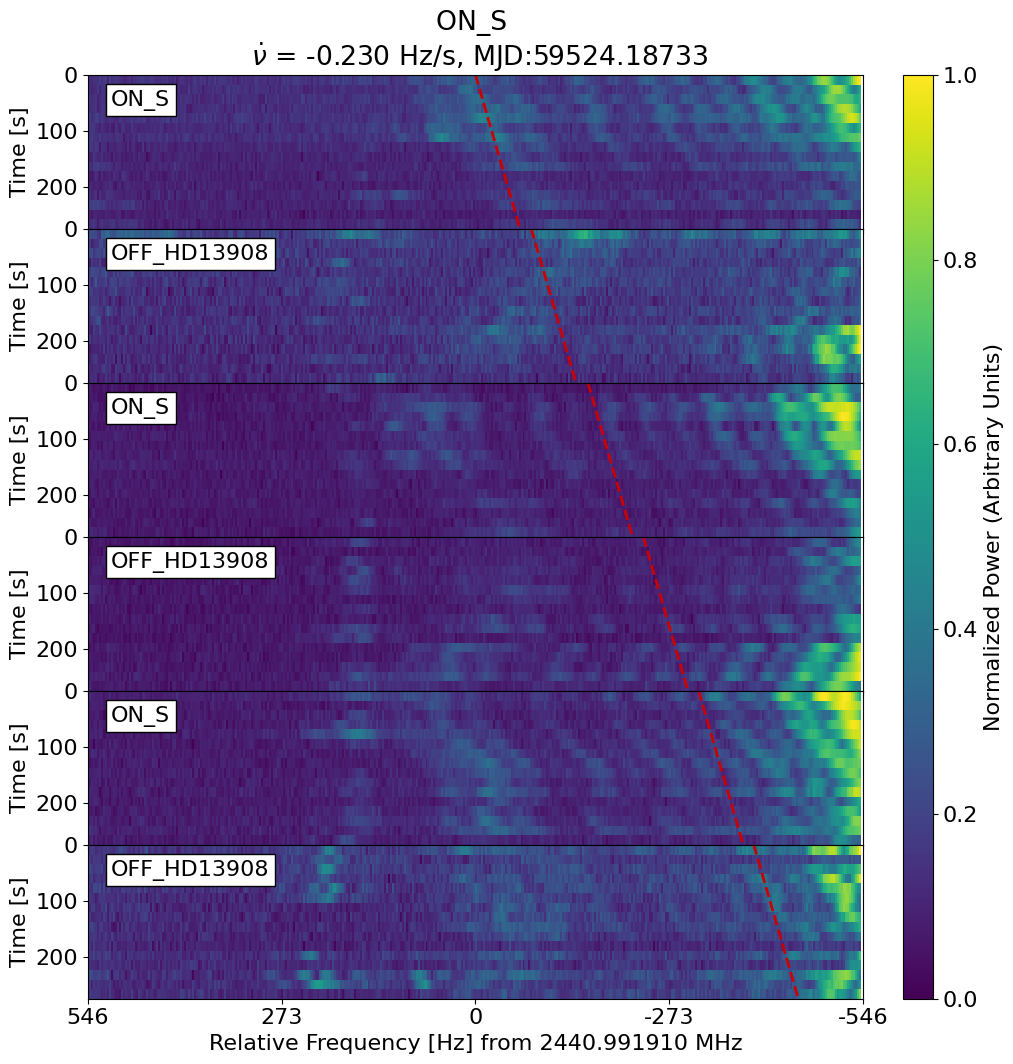 ON_S
ν̇ = -0.230 Hz/s, MJD:59524.18733
ON_S
OFF_HD13908
ON_S
OFF_HD13908
ON_S
OFF_HD13908
0
100
200
0
100
200
0
100
200
0
100
200
0
100
200
0
100
200
Time [s]
Time [s]
Time [s]
Time [s]
Time [s]
Time [s]
546
273
0
-273
-546
Relative Frequency [Hz] from 2440.991910 MHz
1.0
0.8
0.6
0.4
0.2
0.0
Normalized Power (Arbitrary Units)